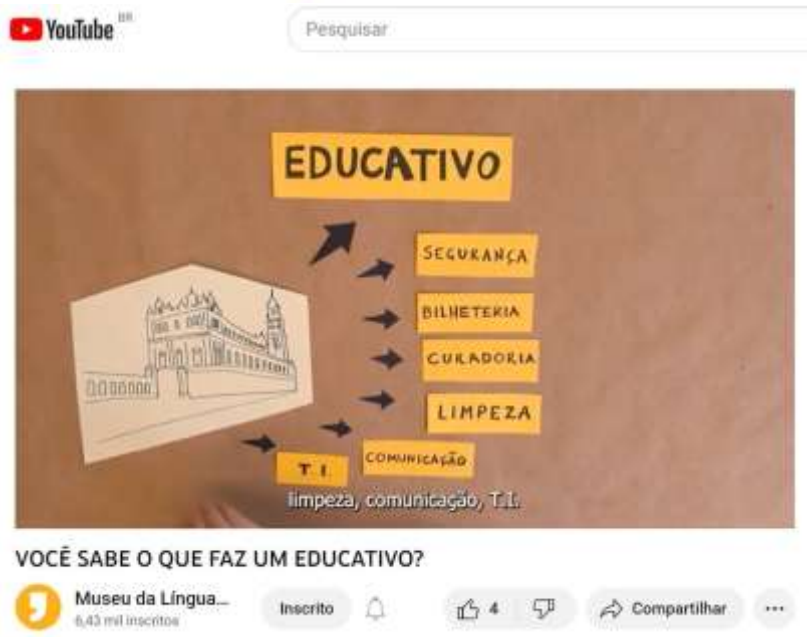 YouTube BR
Pesquisar
EDUCATIVO
SEGURANÇA
BILHETERIA
CURADORIA
LIMPEZA
COMUNICAÇÃO
T.I.
limpeza, comunicação, T.I.
VOCÊ SABE O QUE FAZ UM EDUCATIVO?
Museu da Língua...
6,43 mil inscritos
Inscrito
4
Compartilhar